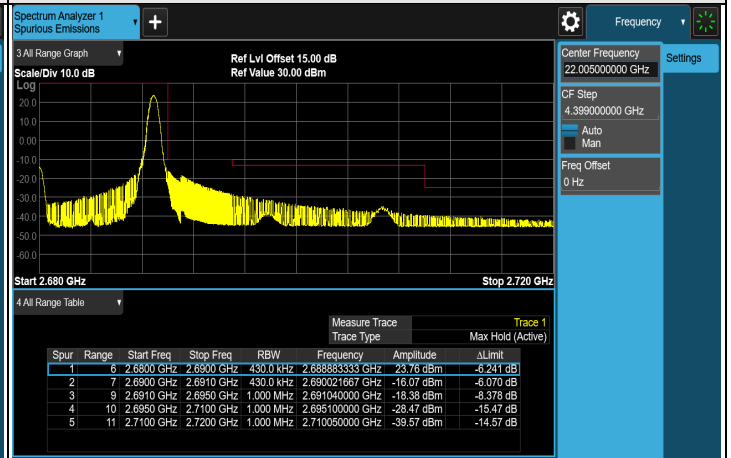 Spectrum Analyzer 1
Spurious Emissions
+
Frequency
Settings
3 All Range Graph
Scale/Div 10.0 dB
Ref Lvl Offset 15.00 dB
Ref Value 30.00 dBm
Log
20.0
10.0
0.00
-10.0
-20.0
-30.0
-40.0
-50.0
-60.0
Start 2.680 GHz
Stop 2.720 GHz
Center Frequency
22.005000000 GHz
CF Step
4.399000000 GHz
Auto
Man
Freq Offset
0 Hz
4 All Range Table
Measure Trace Trace 1
Trace Type Max Hold (Active)
Spur Range Start Freq Stop Freq RBW Frequency Amplitude ΔLimit
1 6 2.6800 GHz 2.6900 GHz 430.0 kHz 2.688883333 GHz 23.76 dBm -6.241 dB
2 7 2.6900 GHz 2.6910 GHz 430.0 kHz 2.690021667 GHz -16.07 dBm -6.070 dB
3 9 2.6910 GHz 2.6950 GHz 1.000 MHz 2.691040000 GHz -18.38 dBm -8.378 dB
4 10 2.6950 GHz 2.7100 GHz 1.000 MHz 2.695100000 GHz -28.47 dBm -15.47 dB
5 11 2.7100 GHz 2.7200 GHz 1.000 MHz 2.710050000 GHz -39.57 dBm -14.57 dB